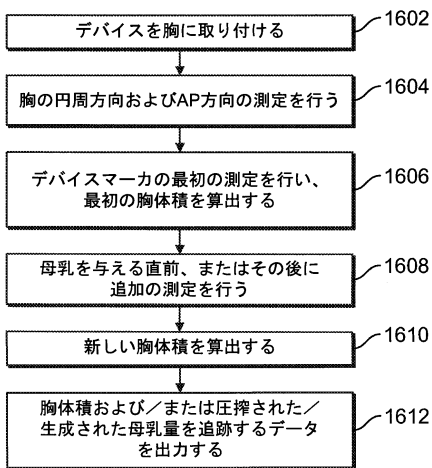 デバイスを胸に取り付ける
1602
胸の円周方向およびAP方向の測定を行う
1604
デバイスマーカの最初の測定を行い、
最初の胸体積を算出する
1606
母乳を与える直前、またはその後に
追加の測定を行う
1608
新しい胸体積を算出する
1610
胸体積および/または圧搾された/
生成された母乳量を追跡するデータ
を出力する
1612